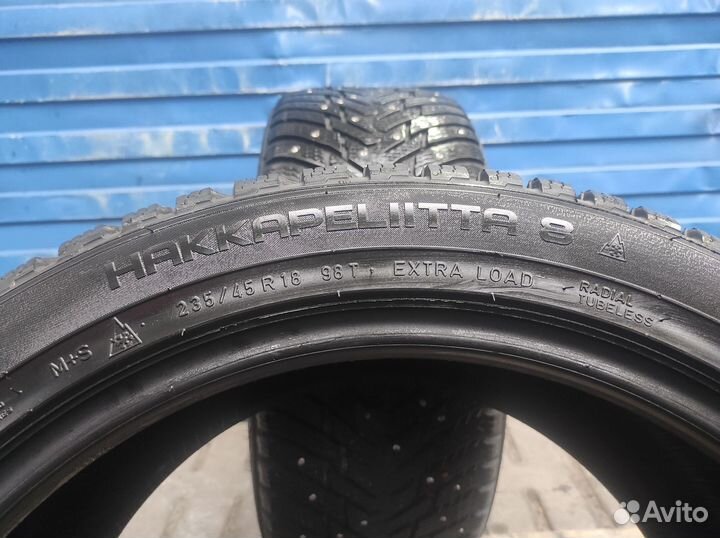 HAKKAPELIITTA 8
M+S 235/45 R18 98T EXTRA LOAD RADIAL
TUBELESS
Avito